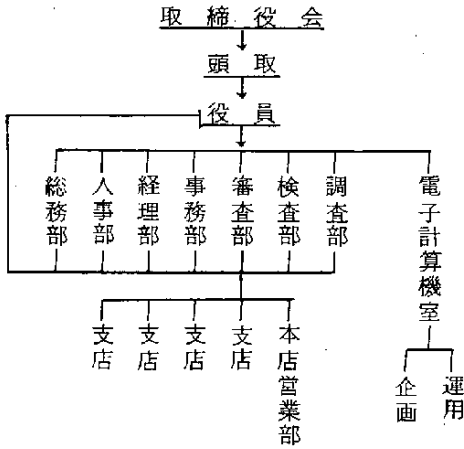 取締役会
頭取
役員
総務部
人事部
経理部
事務部
審査部
検査部
調査部
電子計算機室
支店
支店
支店
支店
本店営業部
企画
運用